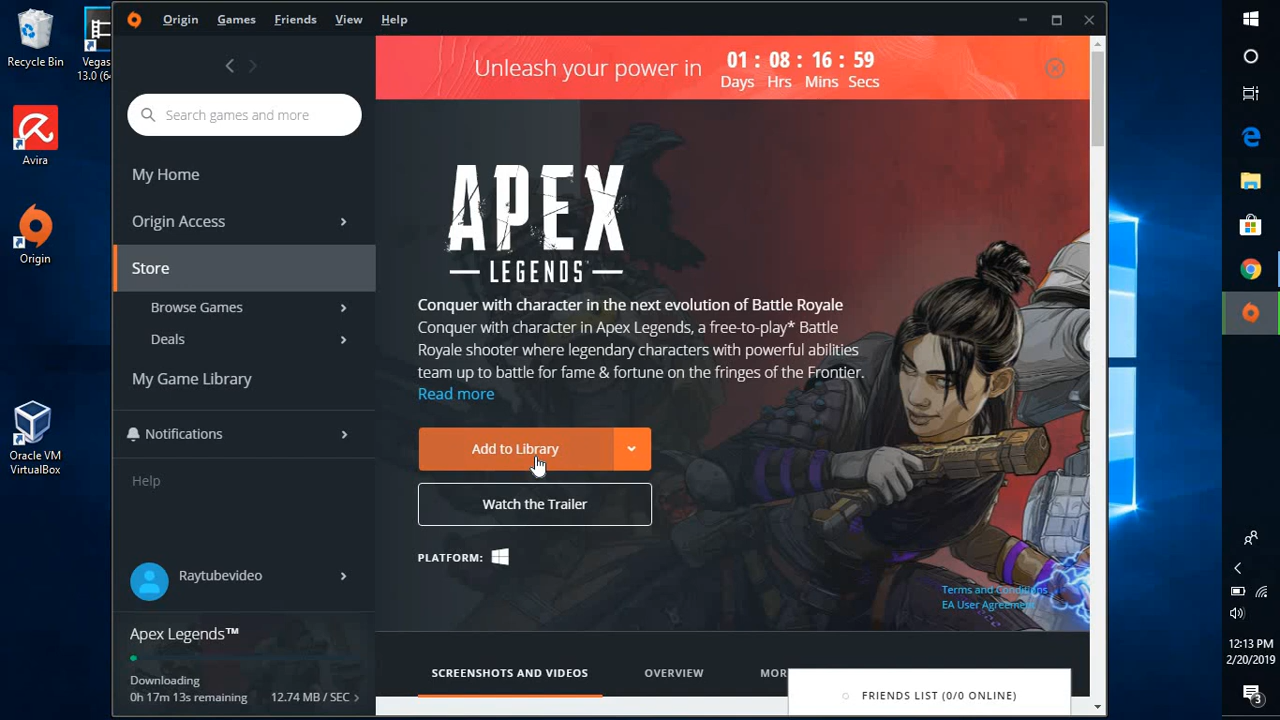 Recycle Bin
Vegas
13.0 (64
Avira
Origin
Oracle VM
VirtualBox
Origin Games Friends View Help
Search games and more
My Home
Origin Access
Store
Browse Games
Deals
My Game Library
Notifications
Help
Raytubevideo
Apex Legends™
Downloading
0h 17m 13s remaining 12.74 MB / SEC
Unleash your power in 01 : 08 : 16 : 59
Days Hrs Mins Secs
APEX
LEGENDS™
Conquer with character in the next evolution of Battle Royale
Conquer with character in Apex Legends, a free-to-play* Battle
Royale shooter where legendary characters with powerful abilities
team up to battle for fame & fortune on the fringes of the Frontier.
Read more
Add to Library
Watch the Trailer
PLATFORM:
Terms and Conditions
EA User Agreement
SCREENSHOTS AND VIDEOS OVERVIEW MOR
FRIENDS LIST (0/0 ONLINE)
12:13 PM
2/20/2019
3